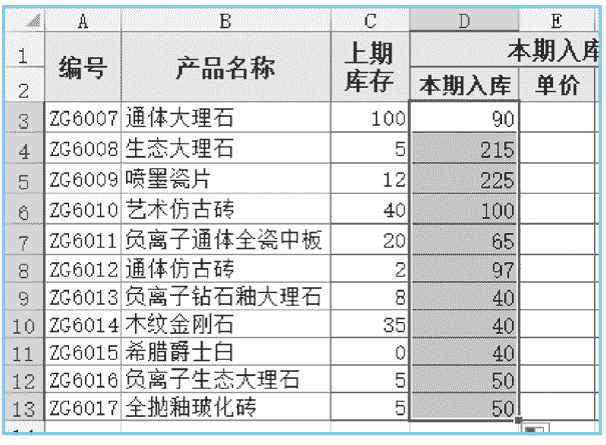 A B C D E
1 编号 产品名称 上期库存 本期入库
2 本期入库 单价
3 ZG6007 通体大理石 100 90
4 ZG6008 生态大理石 5 215
5 ZG6009 喷墨瓷片 12 225
6 ZG6010 艺术仿古砖 40 100
7 ZG6011 负离子通体全瓷中板 20 65
8 ZG6012 通体仿古砖 2 97
9 ZG6013 负离子钻石釉大理石 8 40
10 ZG6014 木纹金刚石 35 40
11 ZG6015 希腊爵士白 0 40
12 ZG6016 负离子生态大理石 5 50
13 ZG6017 全抛釉玻化砖 5 50